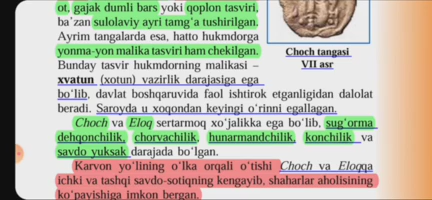 ot, gajak dumli bars yoki qoplon tasviri,
ba’zan sulolaviy ayri tamg‘a tushirilgan.
Ayrim tangalarda esa, hatto hukmdorga
yonma-yon malika tasviri ham chekilgan.
Bunday tasvir hukmdorning malikasi –
xvatun (xotun) vazirlik darajasiga ega
bo‘lib, davlat boshqaruvida faol ishtirok etganligidan dalolat
beradi. Saroyda u xoqondan keyingi o‘rinni egallagan.
Choch tangasi
VII asr
Choch va Eloq sertarmoq xo‘jalikka ega bo‘lib, sug‘orma
dehqonchilik, chorvachilik, hunarmandchilik, konchilik va
savdo yuksak darajada bo‘lgan.
Karvon yo‘lining o‘lka orqali o‘tishi Choch va Eloqqa
ichki va tashqi savdo-sotiqning kengayib, shaharlar aholisining
ko‘payishiga imkon bergan.